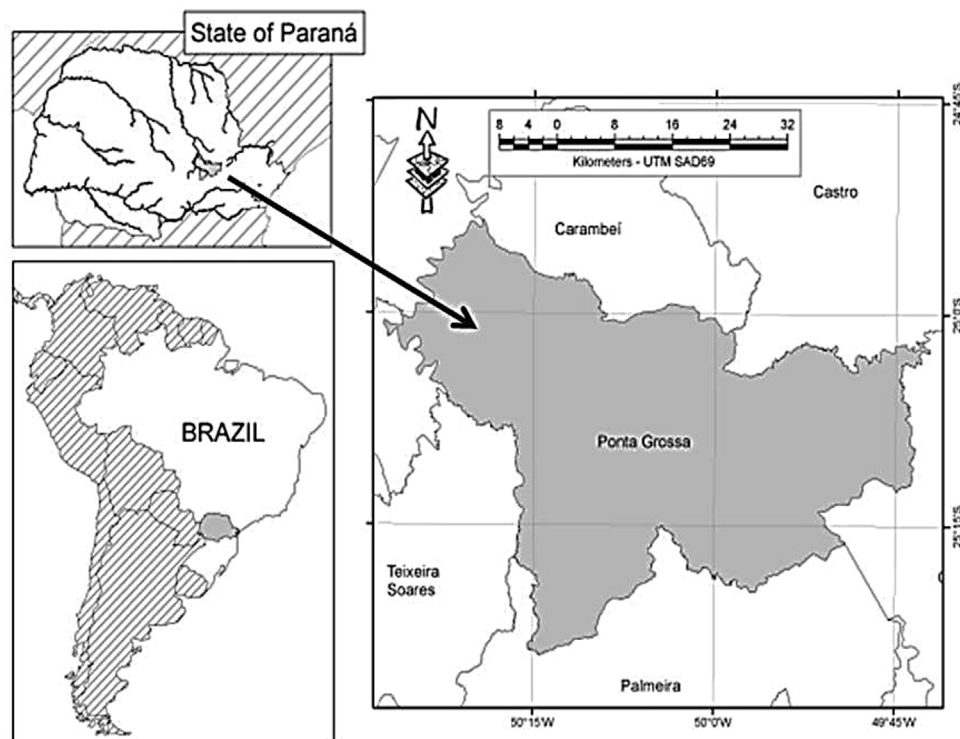 State of Paraná
BRAZIL
N
8 4 0 8 16 24 32
Kilometers - UTM SAD69
Castro
Carambeí
Ponta Grossa
Teixeira
Soares
Palmeira
24°45'S
25°0'S
25°15'S
50°15'W 50°0'W 49°45'W